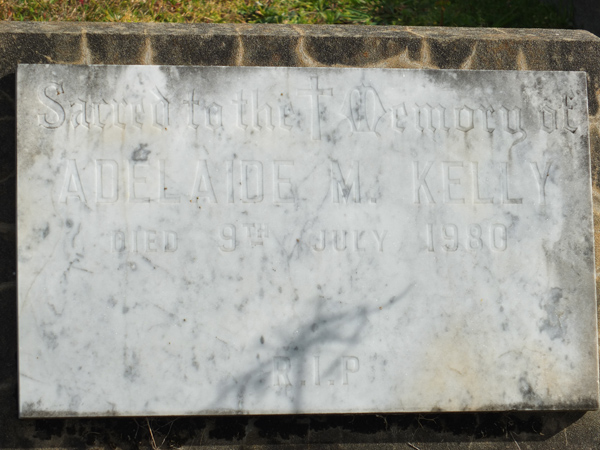 Sacred to the Memory of
ADELAIDE M. KELLY
DIED 9TH JULY 1980
R.I.P